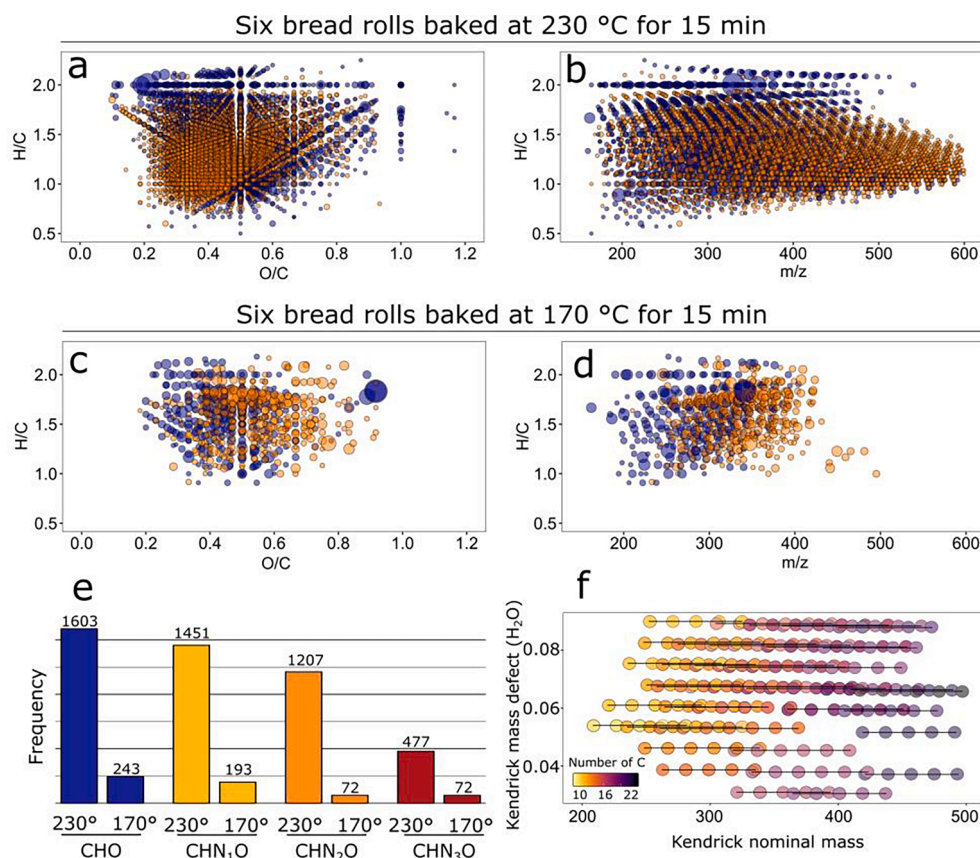 Six bread rolls baked at 230 °C for 15 min
a
b
2.0
1.5
1.0
0.5
H/C
0.0 0.2 0.4 0.6 0.8 1.0 1.2
O/C
2.0
1.5
1.0
0.5
H/C
200 300 400 500 600
m/z
Six bread rolls baked at 170 °C for 15 min
c
d
2.0
1.5
1.0
0.5
H/C
0.0 0.2 0.4 0.6 0.8 1.0 1.2
O/C
2.0
1.5
1.0
0.5
H/C
200 300 400 500 600
m/z
e
Frequency
1603
243
1451
193
1207
72
477
72
230° 170° 230° 170° 230° 170° 230° 170°
CHO CHN₁O CHN₂O CHN₃O
f
Kendrick mass defect (H₂O)
0.08
0.06
0.04
Number of C
10 16 22
200 300 400 500
Kendrick nominal mass